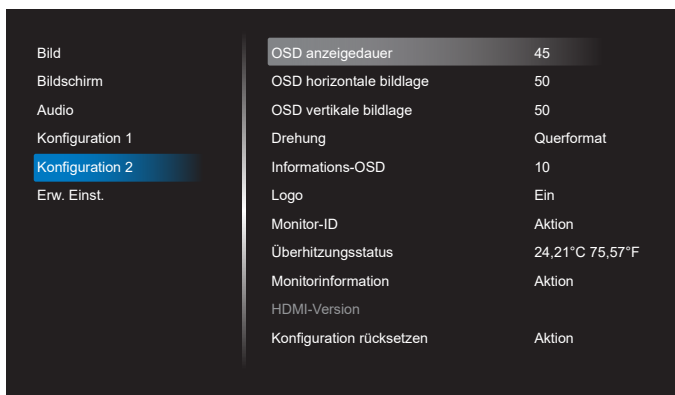 Bild
Bildschirm
Audio
Konfiguration 1
Konfiguration 2
Erw. Einst.
OSD anzeigedauer 45
OSD horizontale bildlage 50
OSD vertikale bildlage 50
Drehung Querformat
Informations-OSD 10
Logo Ein
Monitor-ID Aktion
Überhitzungsstatus 24,21°C 75,57°F
Monitorinformation Aktion
HDMI-Version
Konfiguration rücksetzen Aktion